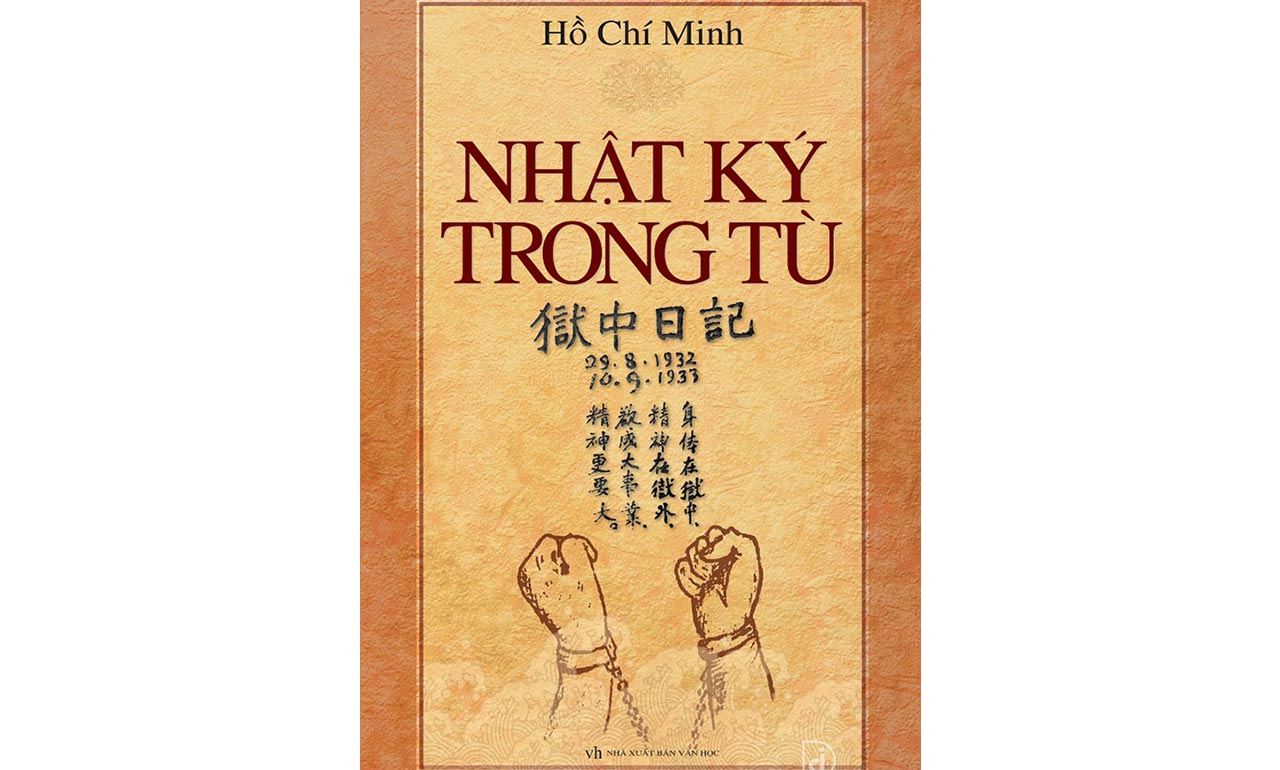 Hồ Chí Minh
NHẬT KÝ
TRONG TÙ
獄中日記
29.8.1932
10.9.1933
身体在獄中、
精神在獄外、
欲成大事業、
精神更要大。
vh NHÀ XUẤT BẢN VĂN HỌC